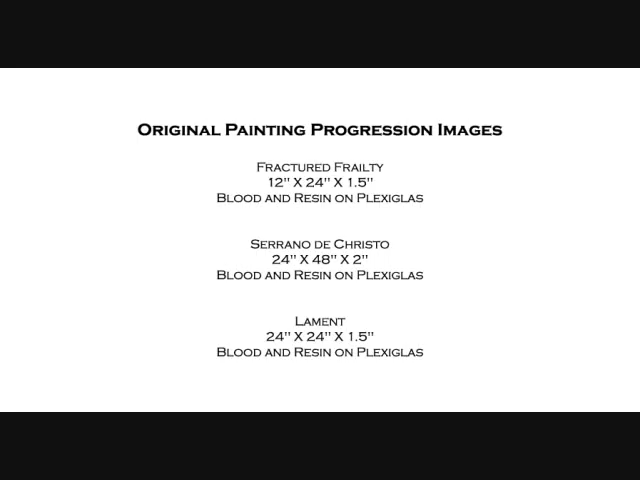 Original Painting Progression Images
Fractured Frailty
12" X 24" X 1.5"
Blood and Resin on Plexiglas
Serrano de Christo
24" X 48" X 2"
Blood and Resin on Plexiglas
Lament
24" X 24" X 1.5"
Blood and Resin on Plexiglas